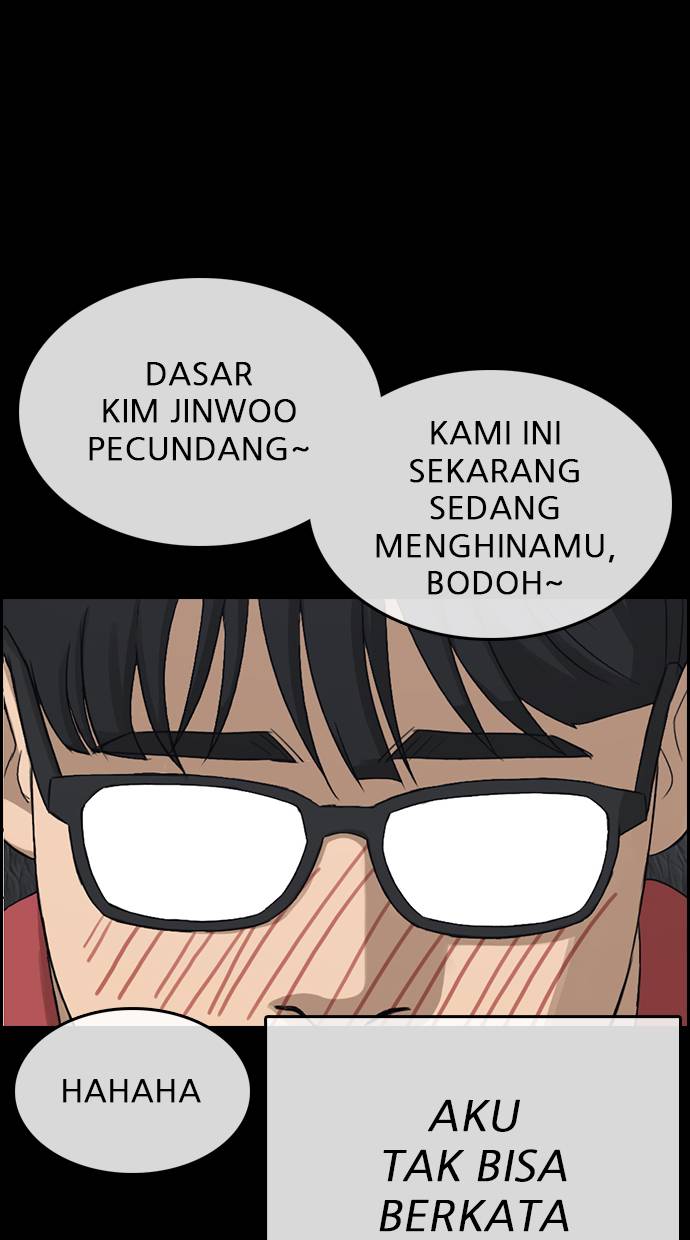 DASAR
KIM JINWOO
PECUNDANG~
KAMI INI
SEKARANG
SEDANG
MENGHINAMU,
BODOH~
HAHAHA
AKU
TAK BISA
BERKATA